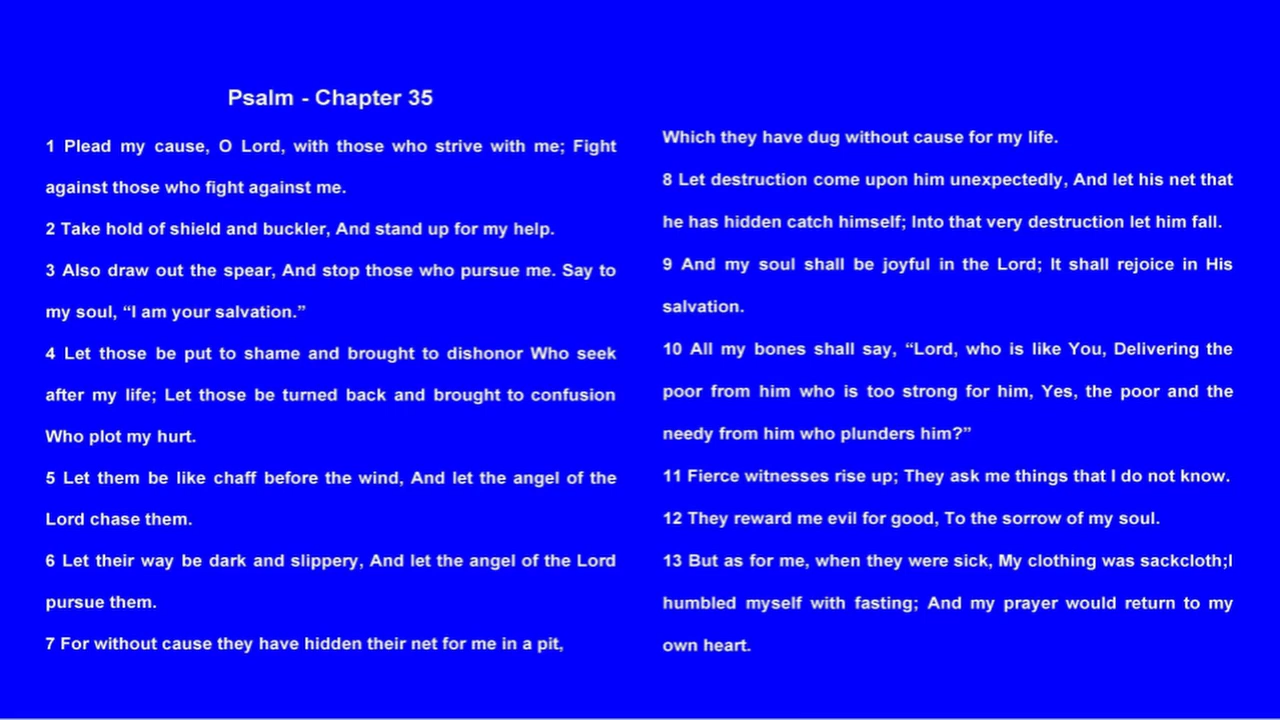 Psalm - Chapter 35
1 Plead my cause, O Lord, with those who strive with me; Fight
against those who fight against me.
2 Take hold of shield and buckler, And stand up for my help.
3 Also draw out the spear, And stop those who pursue me. Say to
my soul, “I am your salvation.”
4 Let those be put to shame and brought to dishonor Who seek
after my life; Let those be turned back and brought to confusion
Who plot my hurt.
5 Let them be like chaff before the wind, And let the angel of the
Lord chase them.
6 Let their way be dark and slippery, And let the angel of the Lord
pursue them.
7 For without cause they have hidden their net for me in a pit,
Which they have dug without cause for my life.
8 Let destruction come upon him unexpectedly, And let his net that
he has hidden catch himself; Into that very destruction let him fall.
9 And my soul shall be joyful in the Lord; It shall rejoice in His
salvation.
10 All my bones shall say, “Lord, who is like You, Delivering the
poor from him who is too strong for him, Yes, the poor and the
needy from him who plunders him?”
11 Fierce witnesses rise up; They ask me things that I do not know.
12 They reward me evil for good, To the sorrow of my soul.
13 But as for me, when they were sick, My clothing was sackcloth;I
humbled myself with fasting; And my prayer would return to my
own heart.